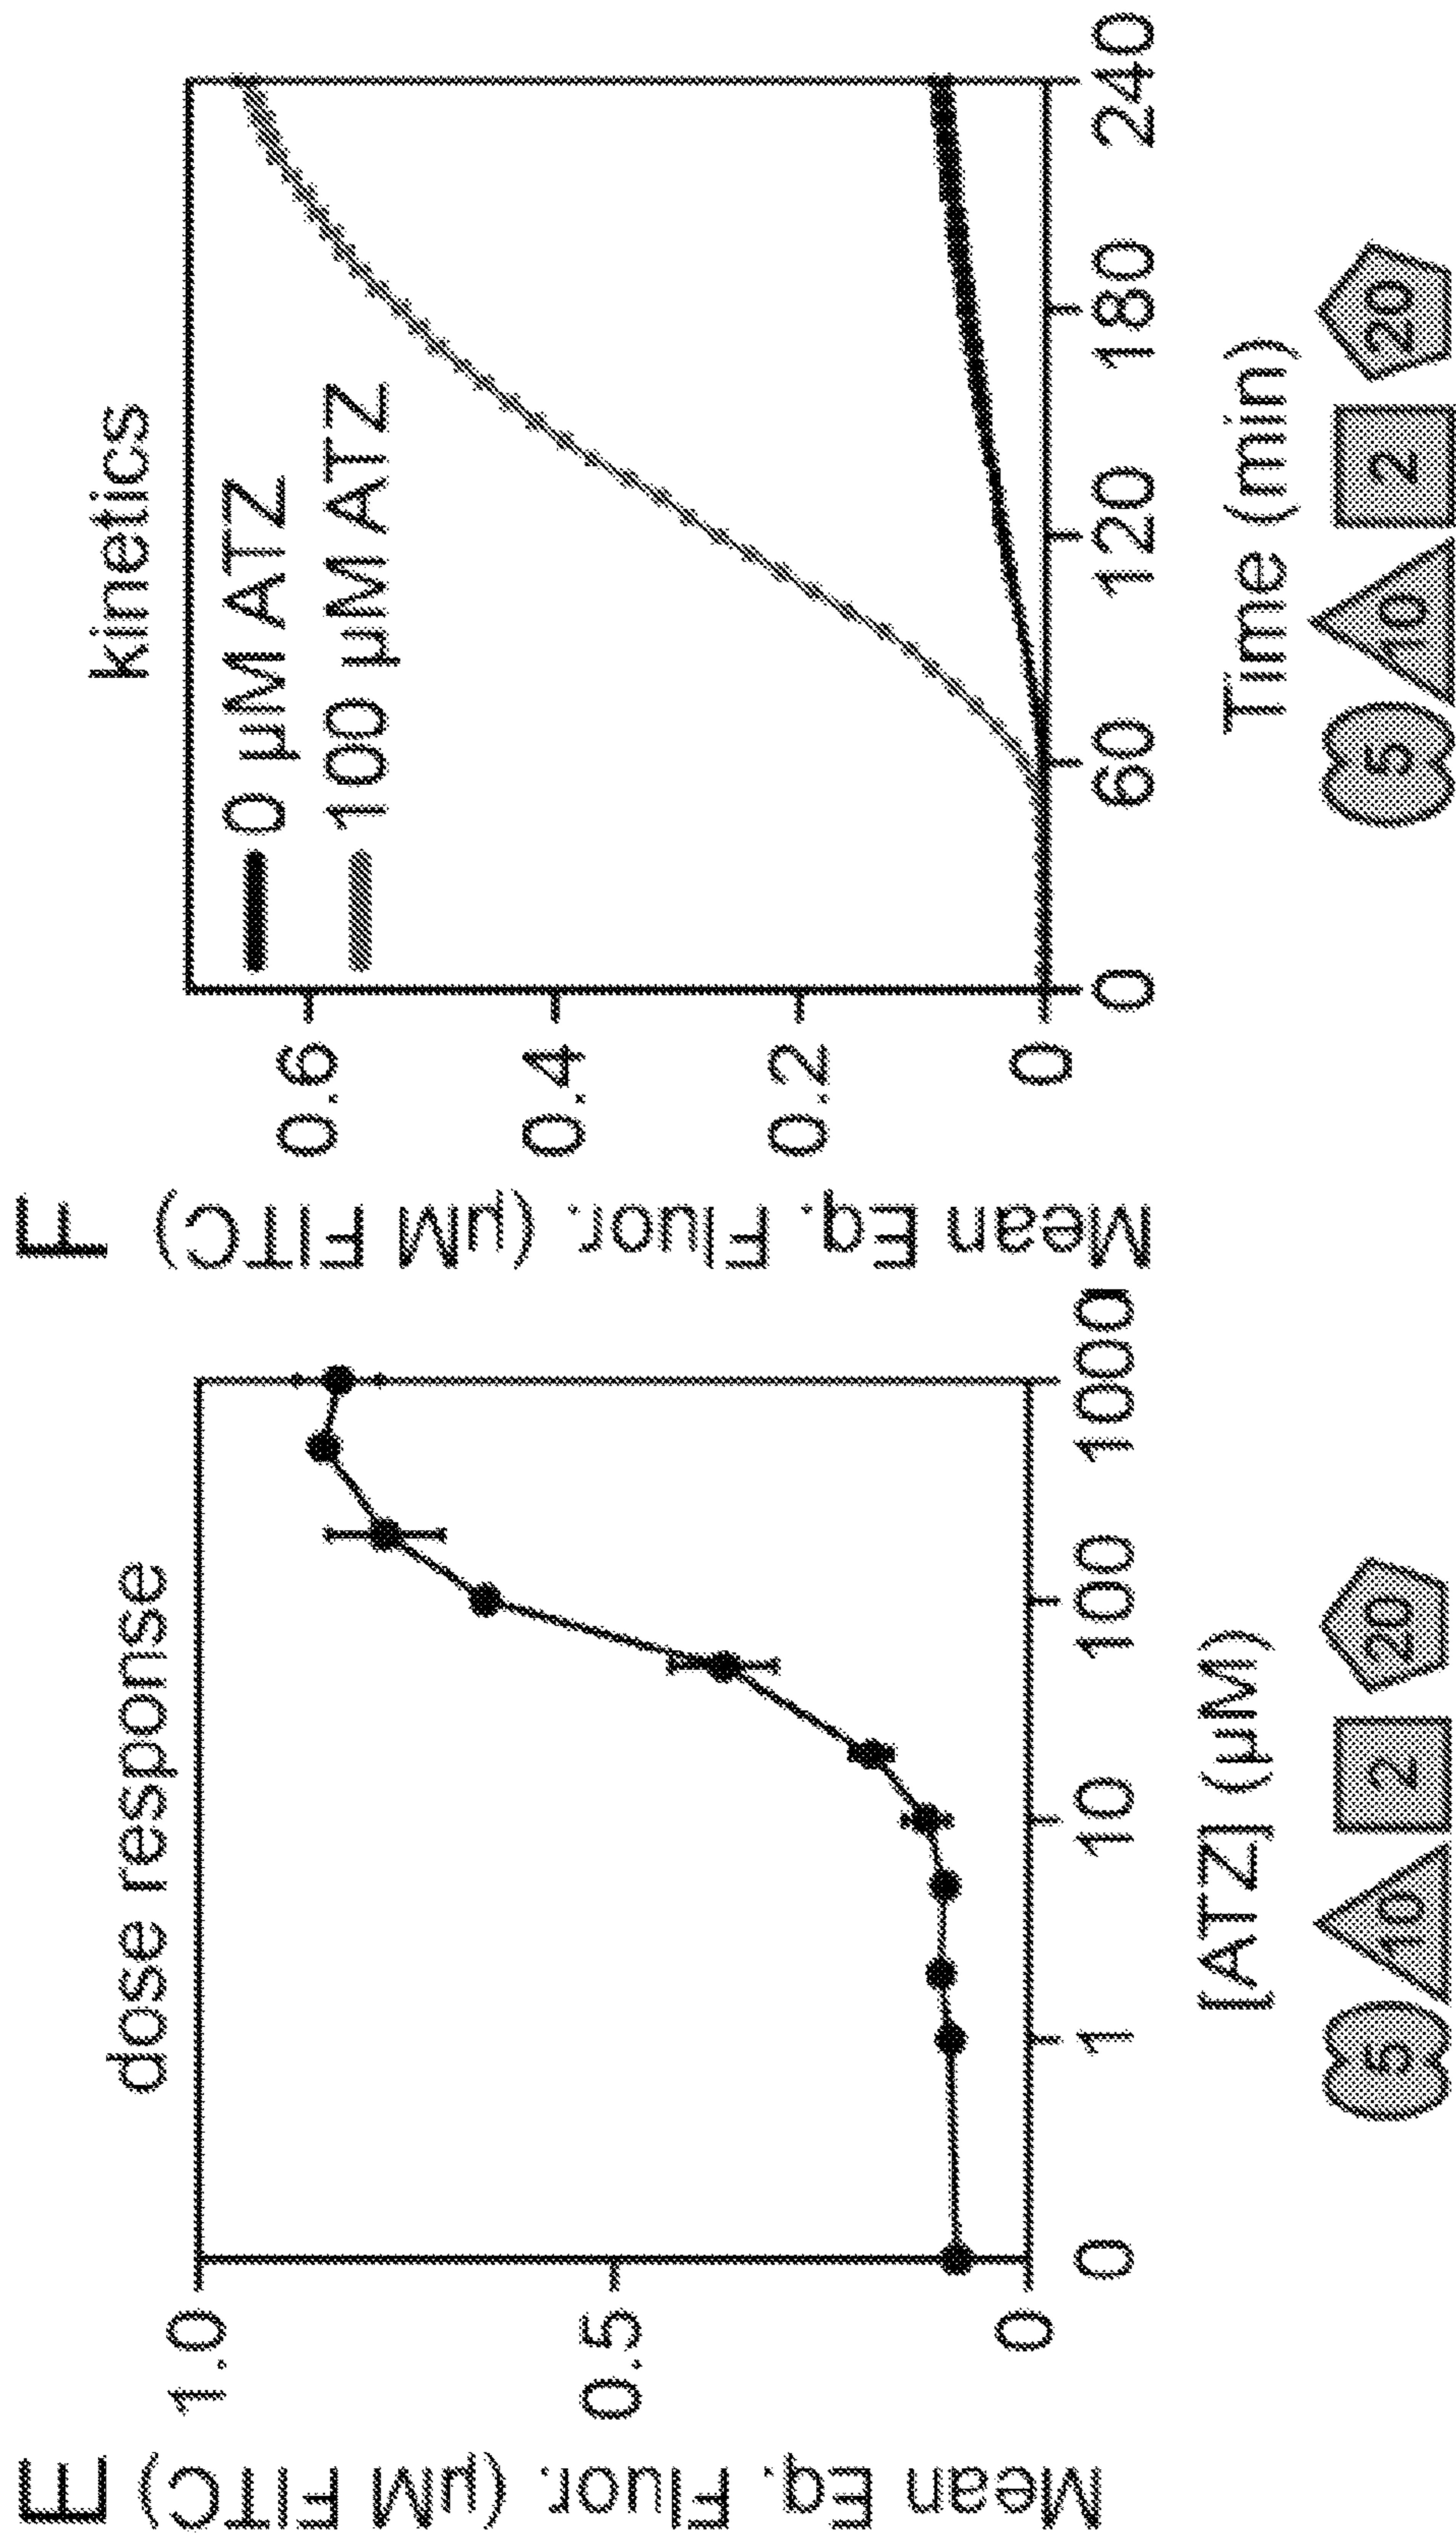 E
dose response
Mean Eq. Fluor. (µM FITC)
1.0
0.5
0
0 1 10 100 1000
[ATZ] (µM)
5 10 2 20
F
kinetics
0 µM ATZ
100 µM ATZ
Mean Eq. Fluor. (µM FITC)
0.6
0.4
0.2
0
0 60 120 180 240
Time (min)
5 10 2 20